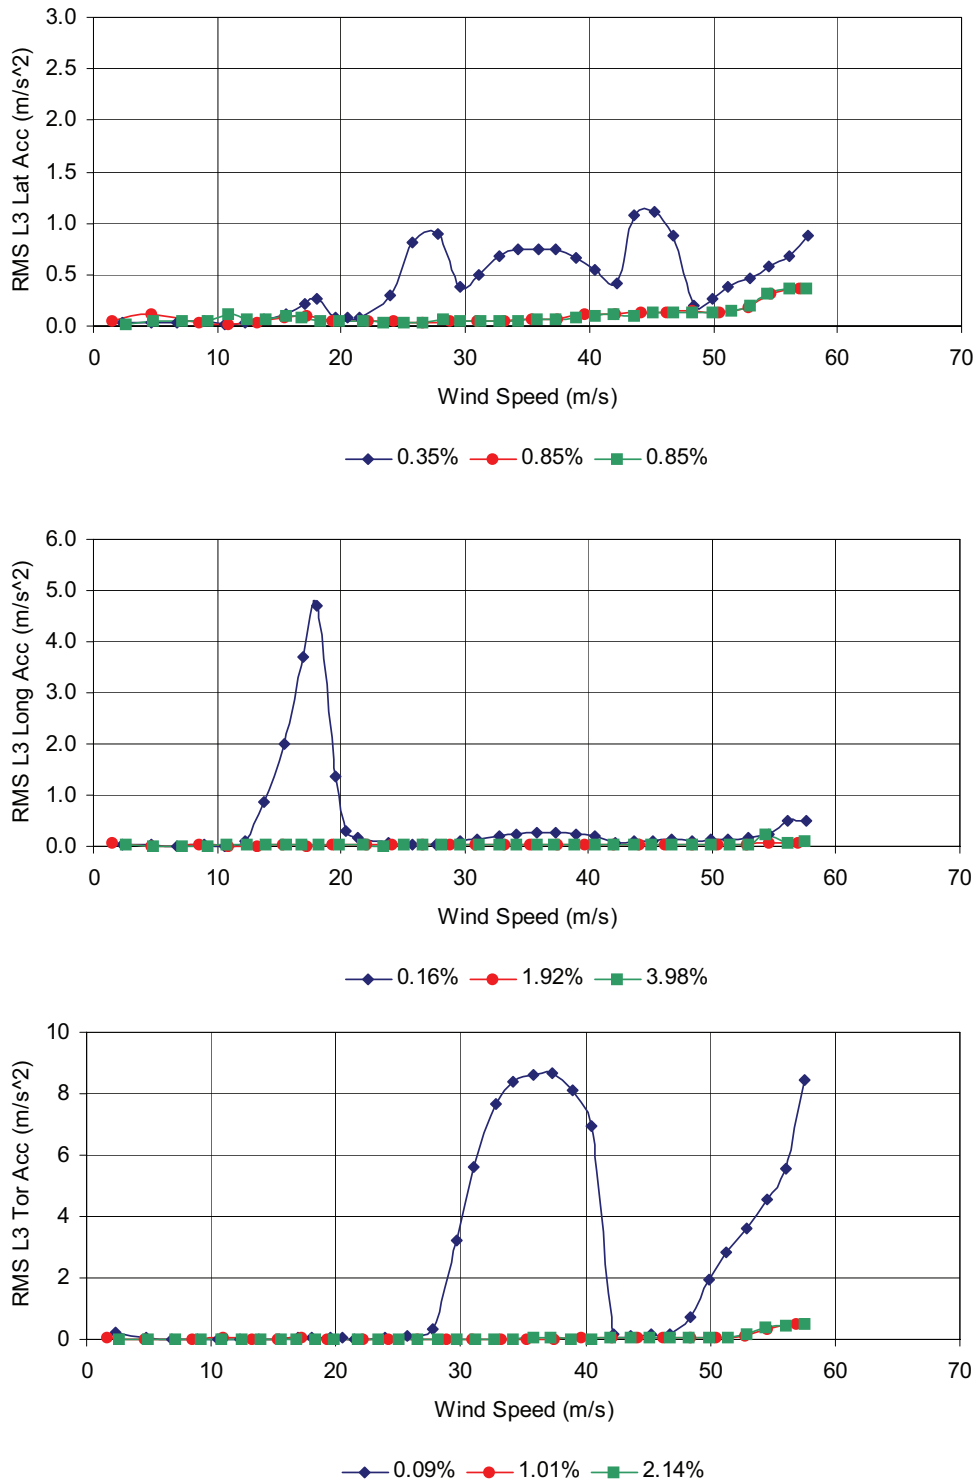 3.0
2.5
2.0
1.5
1.0
0.5
0.0
RMS L3 Lat Acc (m/s^2)
0 10 20 30 40 50 60 70
Wind Speed (m/s)
0.35% 0.85% 0.85%
6.0
5.0
4.0
3.0
2.0
1.0
0.0
RMS L3 Long Acc (m/s^2)
0 10 20 30 40 50 60 70
Wind Speed (m/s)
0.16% 1.92% 3.98%
10
8
6
4
2
0
RMS L3 Tor Acc (m/s^2)
0 10 20 30 40 50 60 70
Wind Speed (m/s)
0.09% 1.01% 2.14%